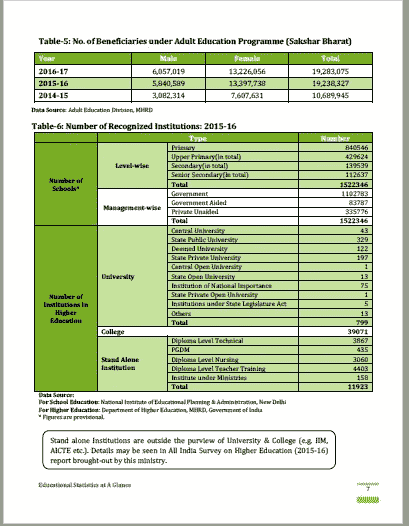 Table-5: No. of Beneficiaries under Adult Education Programme (Sakshar Bharat)
Year Male Female Total
2016-17 6,057,019 13,226,056 19,283,075
2015-16 5,840,589 13,397,738 19,238,327
2014-15 3,082,314 7,607,631 10,689,945
Data Source: Adult Education Division, MHRD
Table-6: Number of Recognized Institutions: 2015-16
Type Number
Number of Schools*
Level-wise
Primary 840546
Upper Primary(in total) 429624
Secondary(in total) 139539
Senior Secondary(in total) 112637
Total 1522346
Management-wise
Government 1102783
Government Aided 83787
Private Unaided 335776
Total 1522346
Number of Institutions in Higher Education
University
Central University 43
State Public University 329
Deemed University 122
State Private University 197
Central Open University 1
State Open University 13
Institution of National Importance 75
State Private Open University 1
Institutions under State Legislature Act 5
Others 13
Total 799
College 39071
Stand Alone Institution
Diploma Level Technical 3867
PGDM 435
Diploma Level Nursing 3060
Diploma Level Teacher Training 4403
Institute under Ministries 158
Total 11923
Data Source:
For School Education: National Institute of Educational Planning & Administration, New Delhi
For Higher Education: Department of Higher Education, MHRD, Government of India
* Figures are provisional.
Stand alone Institutions are outside the purview of University & College (e.g. IIM,
AICTE etc.). Details may be seen in All India Survey on Higher Education (2015-16)
report brought-out by this ministry.
Educational Statistics at A Glance
7